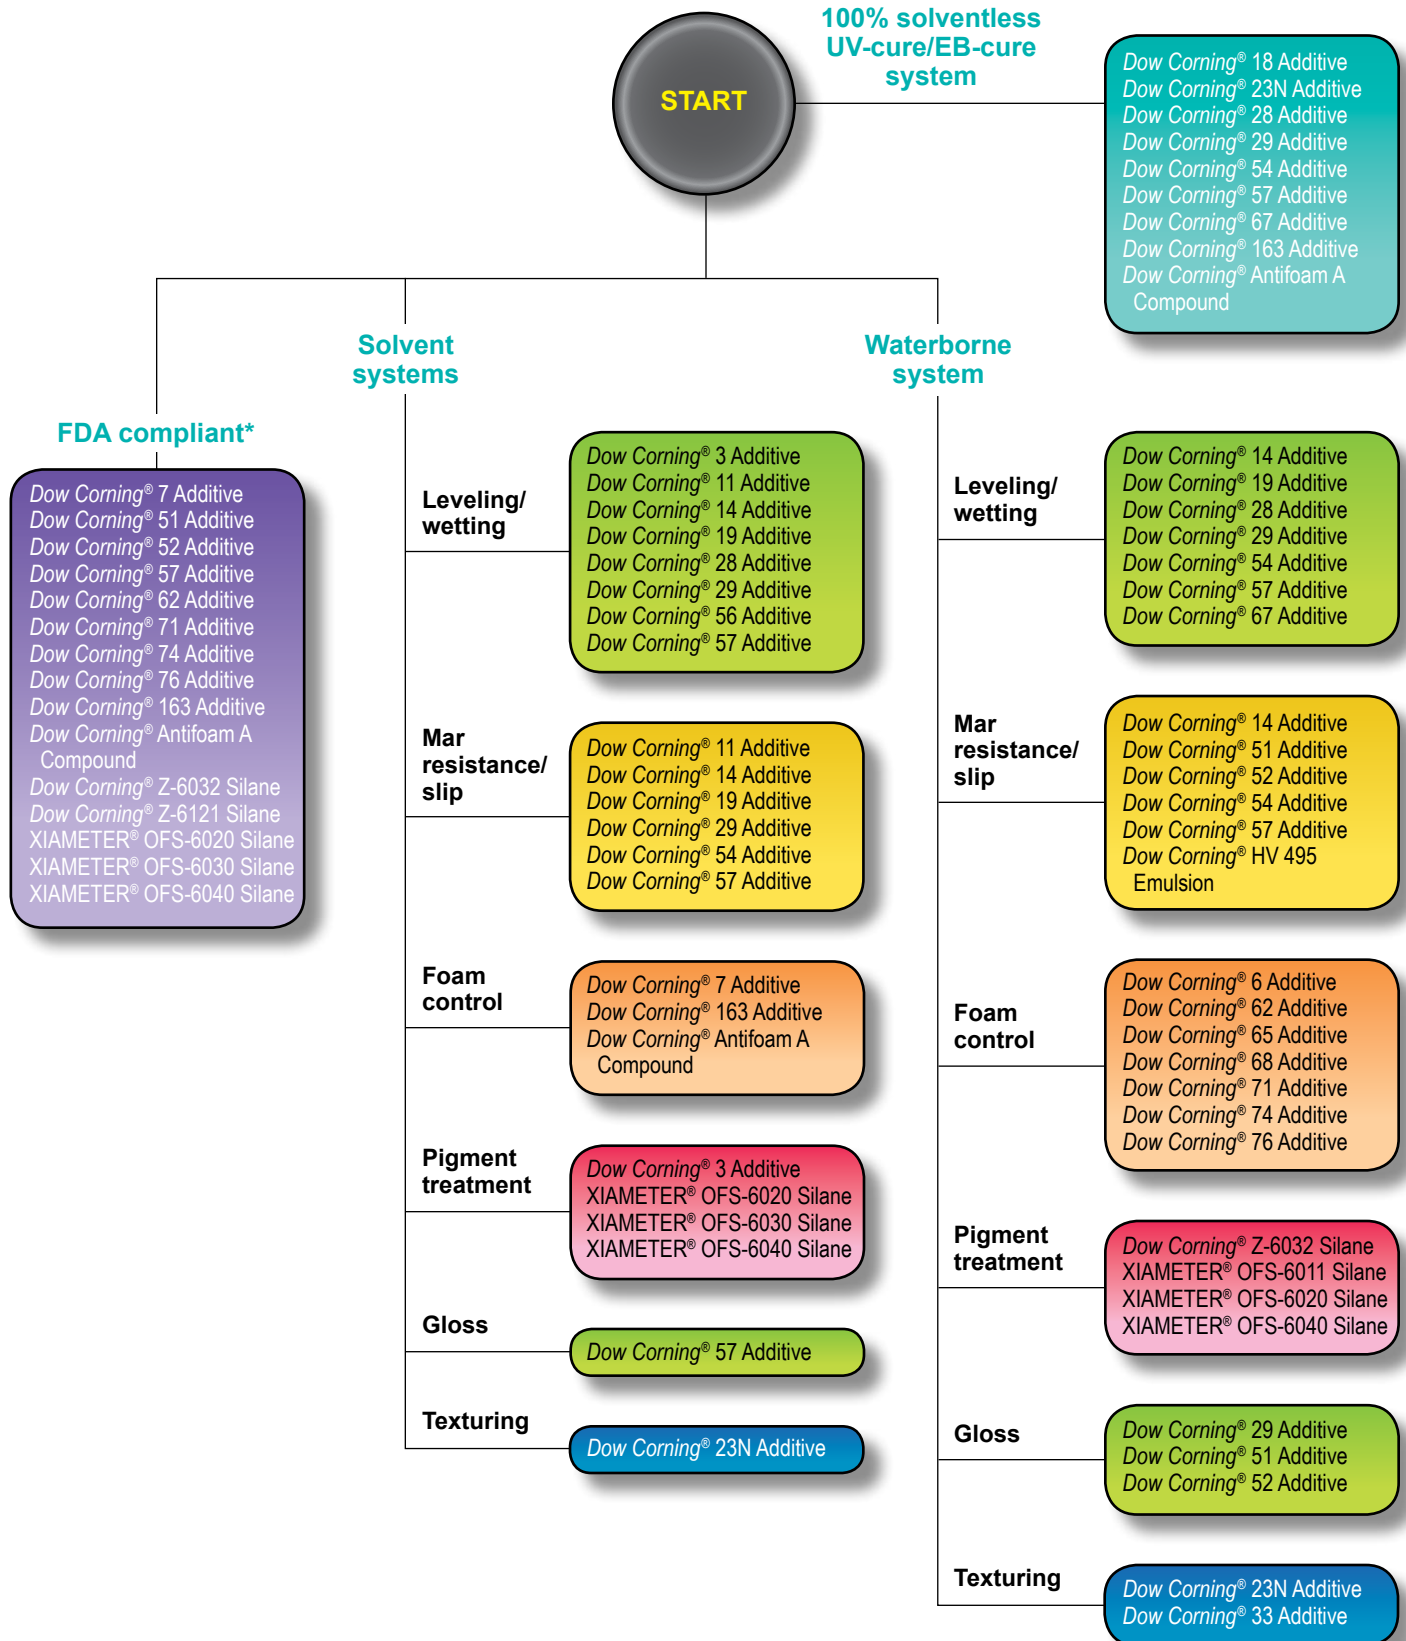 START
100% solventless
UV-cure/EB-cure
system
Dow Corning® 18 Additive
Dow Corning® 23N Additive
Dow Corning® 28 Additive
Dow Corning® 29 Additive
Dow Corning® 54 Additive
Dow Corning® 57 Additive
Dow Corning® 67 Additive
Dow Corning® 163 Additive
Dow Corning® Antifoam A
Compound
FDA compliant*
Dow Corning® 7 Additive
Dow Corning® 51 Additive
Dow Corning® 52 Additive
Dow Corning® 57 Additive
Dow Corning® 62 Additive
Dow Corning® 71 Additive
Dow Corning® 74 Additive
Dow Corning® 76 Additive
Dow Corning® 163 Additive
Dow Corning® Antifoam A
Compound
Dow Corning® Z-6032 Silane
Dow Corning® Z-6121 Silane
XIAMETER® OFS-6020 Silane
XIAMETER® OFS-6030 Silane
XIAMETER® OFS-6040 Silane
Solvent
systems
Leveling/
wetting
Dow Corning® 3 Additive
Dow Corning® 11 Additive
Dow Corning® 14 Additive
Dow Corning® 19 Additive
Dow Corning® 28 Additive
Dow Corning® 29 Additive
Dow Corning® 56 Additive
Dow Corning® 57 Additive
Mar
resistance/
slip
Dow Corning® 11 Additive
Dow Corning® 14 Additive
Dow Corning® 19 Additive
Dow Corning® 29 Additive
Dow Corning® 54 Additive
Dow Corning® 57 Additive
Foam
control
Dow Corning® 7 Additive
Dow Corning® 163 Additive
Dow Corning® Antifoam A
Compound
Pigment
treatment
Dow Corning® 3 Additive
XIAMETER® OFS-6020 Silane
XIAMETER® OFS-6030 Silane
XIAMETER® OFS-6040 Silane
Gloss
Dow Corning® 57 Additive
Texturing
Dow Corning® 23N Additive
Waterborne
system
Leveling/
wetting
Dow Corning® 14 Additive
Dow Corning® 19 Additive
Dow Corning® 28 Additive
Dow Corning® 29 Additive
Dow Corning® 54 Additive
Dow Corning® 57 Additive
Dow Corning® 67 Additive
Mar
resistance/
slip
Dow Corning® 14 Additive
Dow Corning® 51 Additive
Dow Corning® 52 Additive
Dow Corning® 54 Additive
Dow Corning® 57 Additive
Dow Corning® HV 495
Emulsion
Foam
control
Dow Corning® 6 Additive
Dow Corning® 62 Additive
Dow Corning® 65 Additive
Dow Corning® 68 Additive
Dow Corning® 71 Additive
Dow Corning® 74 Additive
Dow Corning® 76 Additive
Pigment
treatment
Dow Corning® Z-6032 Silane
XIAMETER® OFS-6011 Silane
XIAMETER® OFS-6020 Silane
XIAMETER® OFS-6040 Silane
Gloss
Dow Corning® 29 Additive
Dow Corning® 51 Additive
Dow Corning® 52 Additive
Texturing
Dow Corning® 23N Additive
Dow Corning® 33 Additive